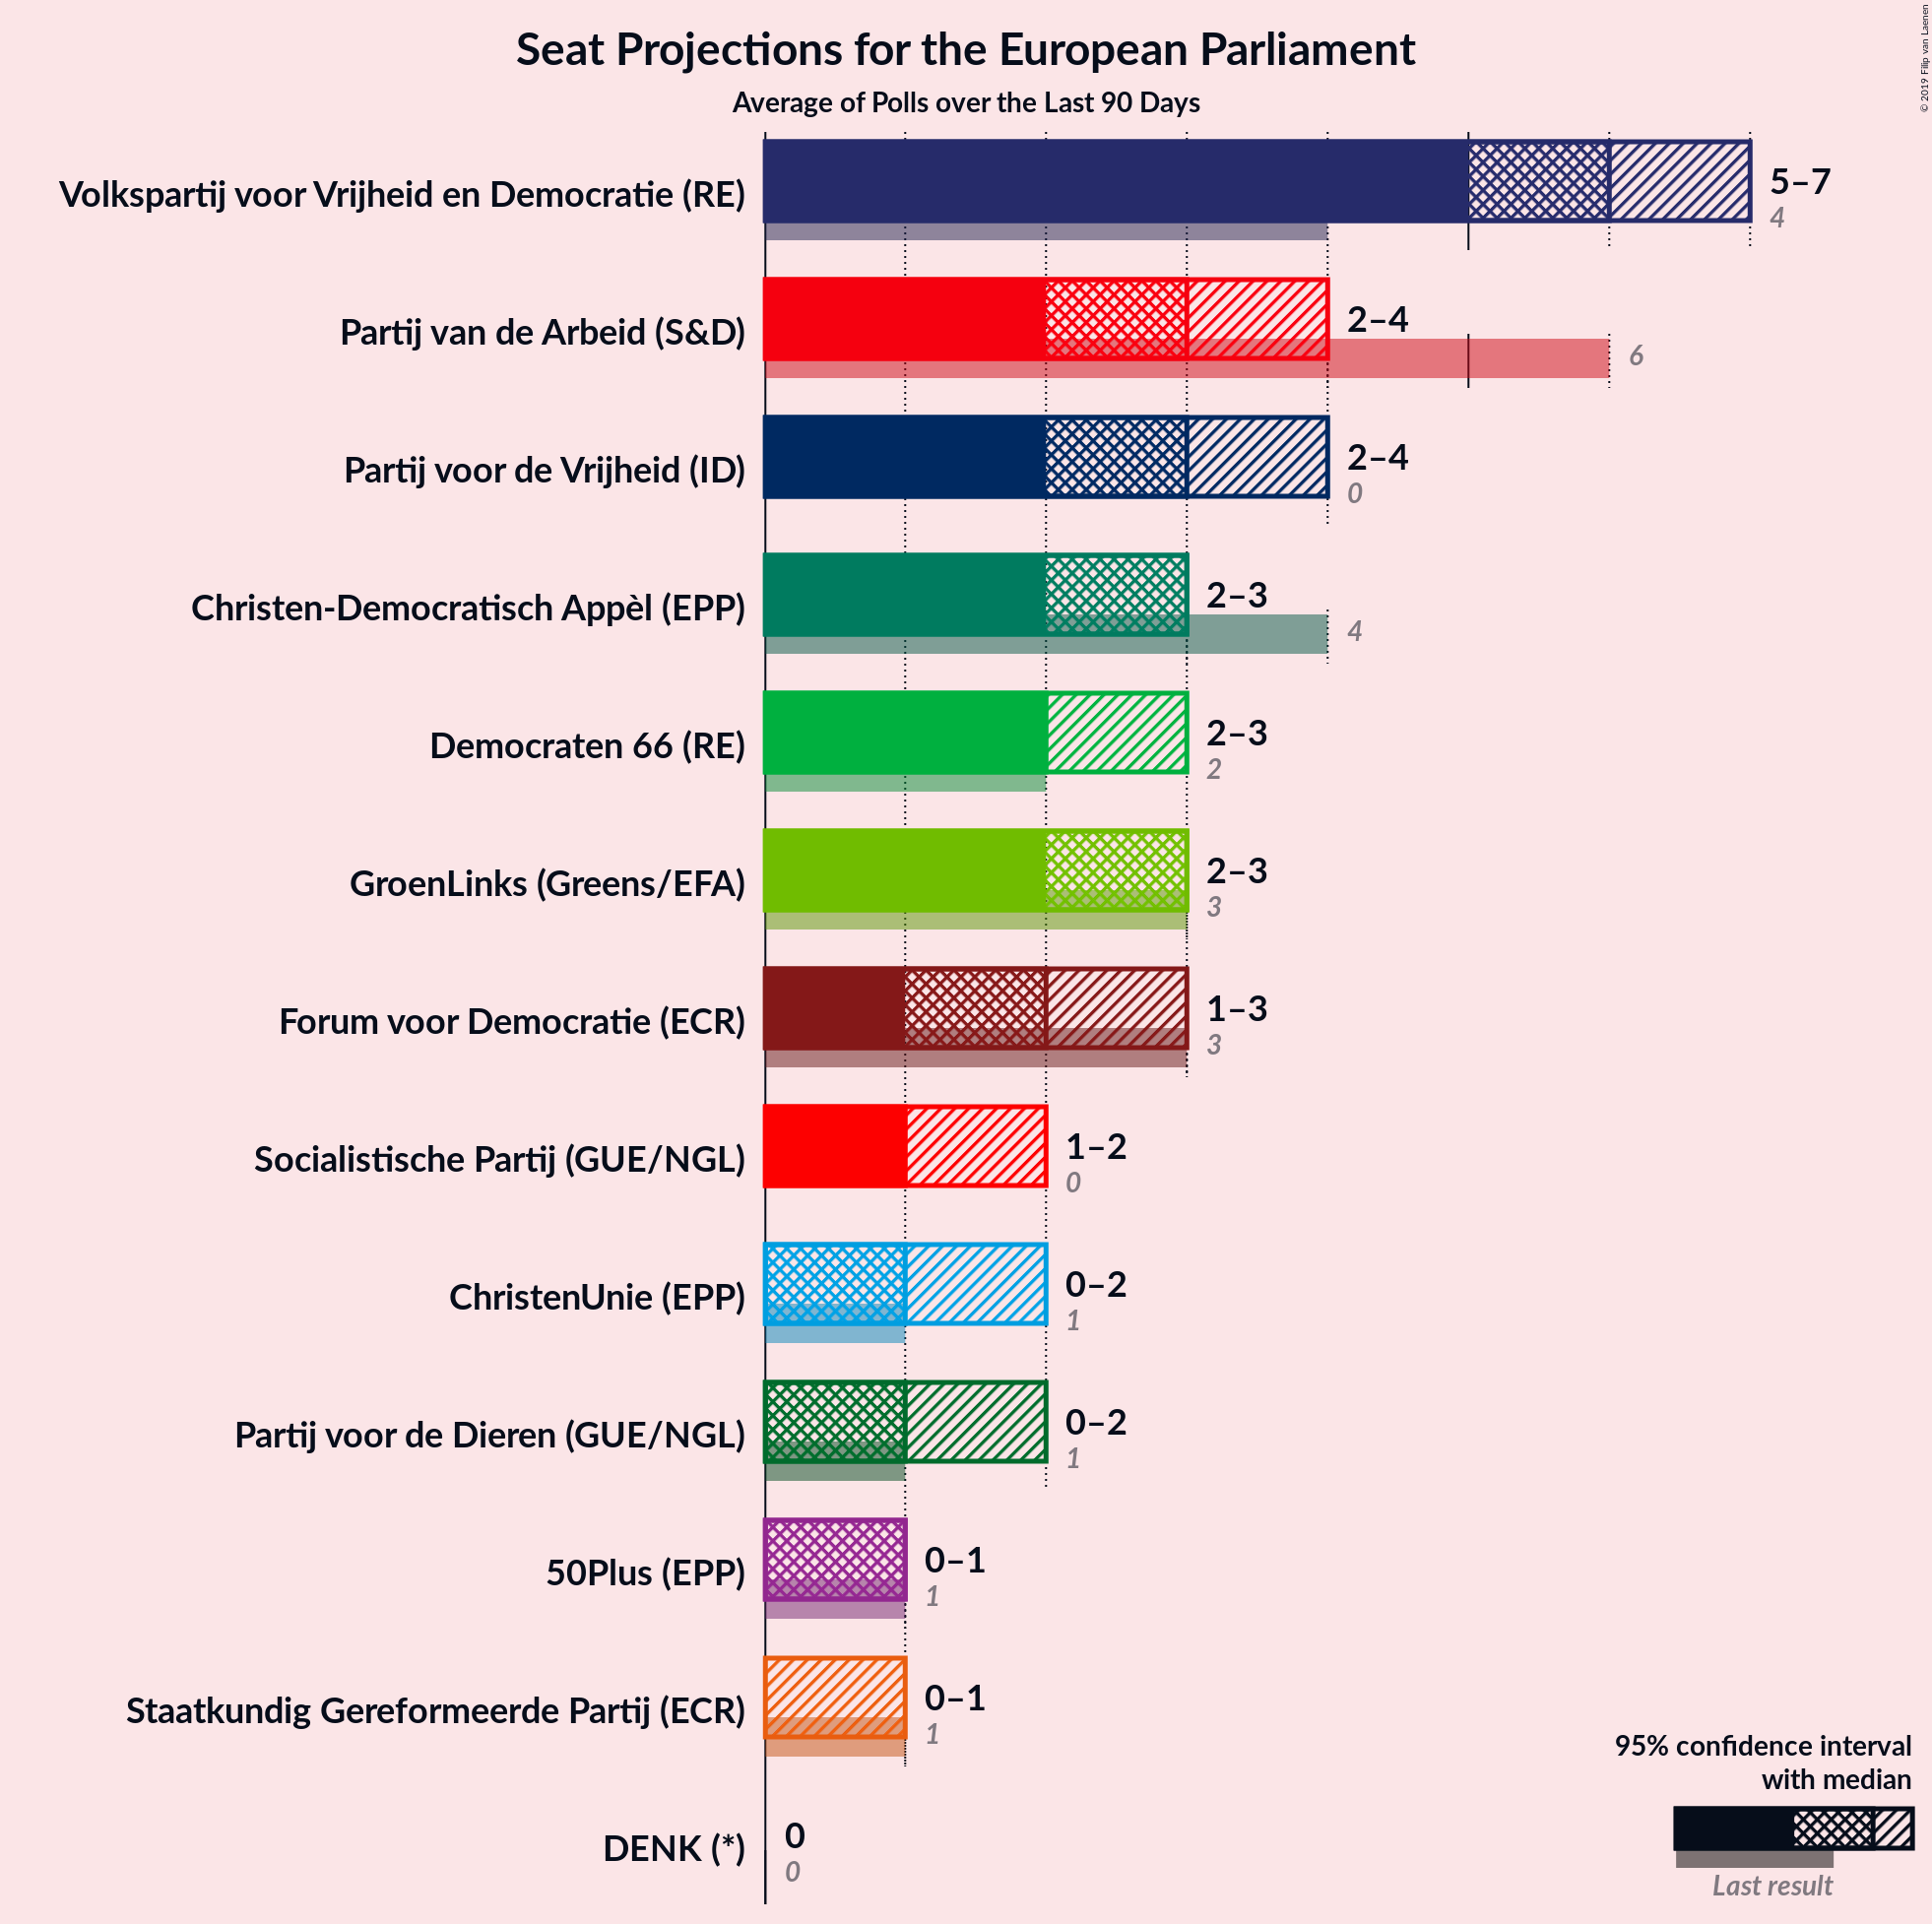 Seat Projections for the European Parliament
Average of Polls over the Last 90 Days
© 2019 Filip van Laenen
Volkspartij voor Vrijheid en Democratie (RE)
5–7
4
Partij van de Arbeid (S&D)
2–4
6
Partij voor de Vrijheid (ID)
2–4
0
Christen-Democratisch Appèl (EPP)
2–3
4
Democraten 66 (RE)
2–3
2
GroenLinks (Greens/EFA)
2–3
3
Forum voor Democratie (ECR)
1–3
3
Socialistische Partij (GUE/NGL)
1–2
0
ChristenUnie (EPP)
0–2
1
Partij voor de Dieren (GUE/NGL)
0–2
1
50Plus (EPP)
0–1
1
Staatkundig Gereformeerde Partij (ECR)
0–1
1
DENK (*)
0
0
95% confidence interval
with median
Last result